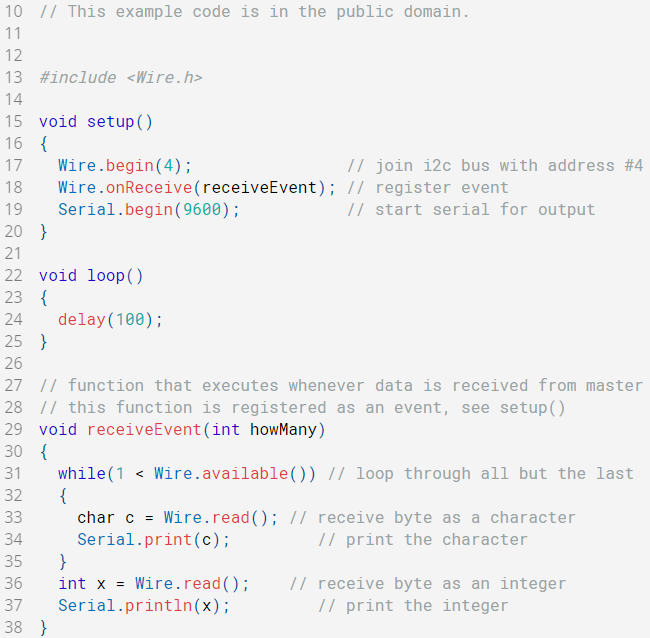 10 // This example code is in the public domain.
11
12
13 #include <Wire.h>
14
15 void setup()
16 {
17   Wire.begin(4);                // join i2c bus with address #4
18   Wire.onReceive(receiveEvent); // register event
19   Serial.begin(9600);           // start serial for output
20 }
21
22 void loop()
23 {
24   delay(100);
25 }
26
27 // function that executes whenever data is received from master
28 // this function is registered as an event, see setup()
29 void receiveEvent(int howMany)
30 {
31   while(1 < Wire.available()) // loop through all but the last
32   {
33     char c = Wire.read(); // receive byte as a character
34     Serial.print(c);         // print the character
35   }
36   int x = Wire.read();    // receive byte as an integer
37   Serial.println(x);         // print the integer
38 }